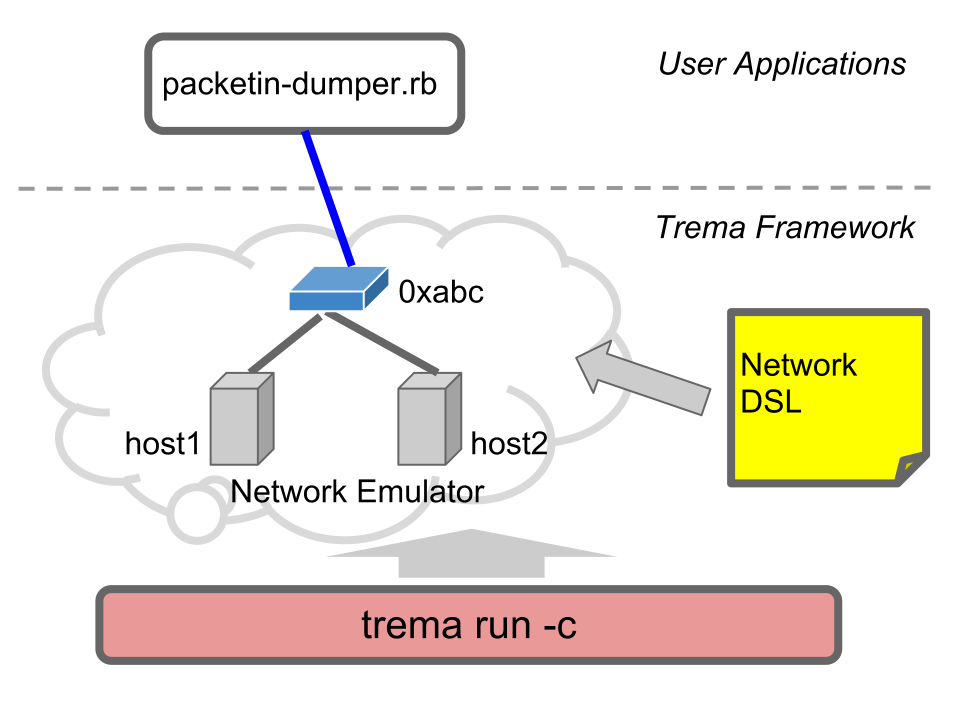 packetin-dumper.rb
User Applications
Trema Framework
0xabc
Network
DSL
host1
host2
Network Emulator
trema run -c